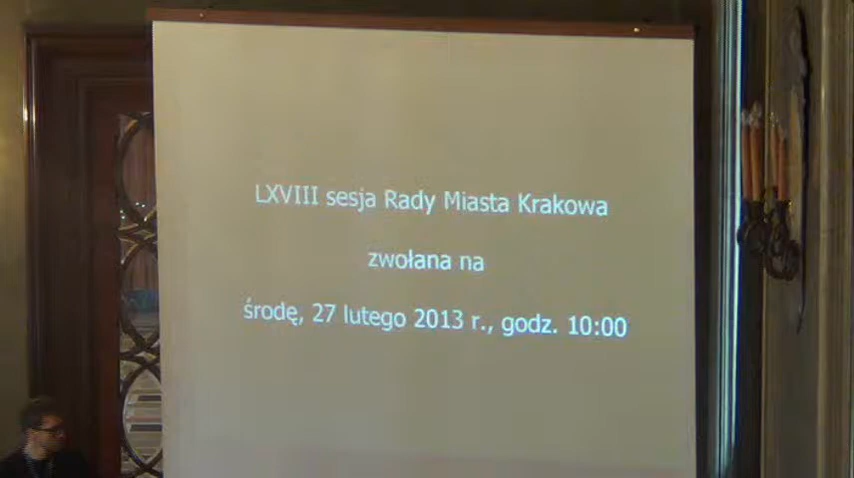 LXVIII sesja Rady Miasta Krakowa
zwołana na
środę, 27 lutego 2013 r., godz. 10:00